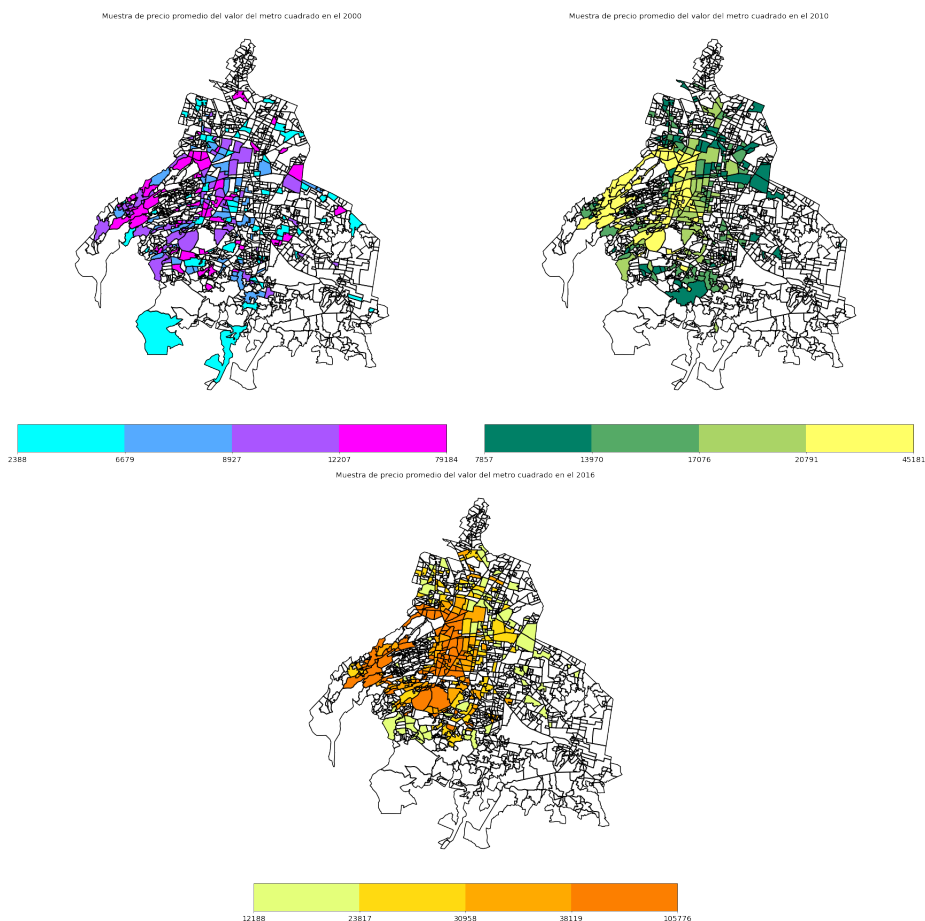 Muestra de precio promedio del valor del metro cuadrado en el 2000
Muestra de precio promedio del valor del metro cuadrado en el 2010
2388 6679 8927 12207 79184
7857 13970 17076 20791 45181
Muestra de precio promedio del valor del metro cuadrado en el 2016
12188 23817 30958 38119 105776